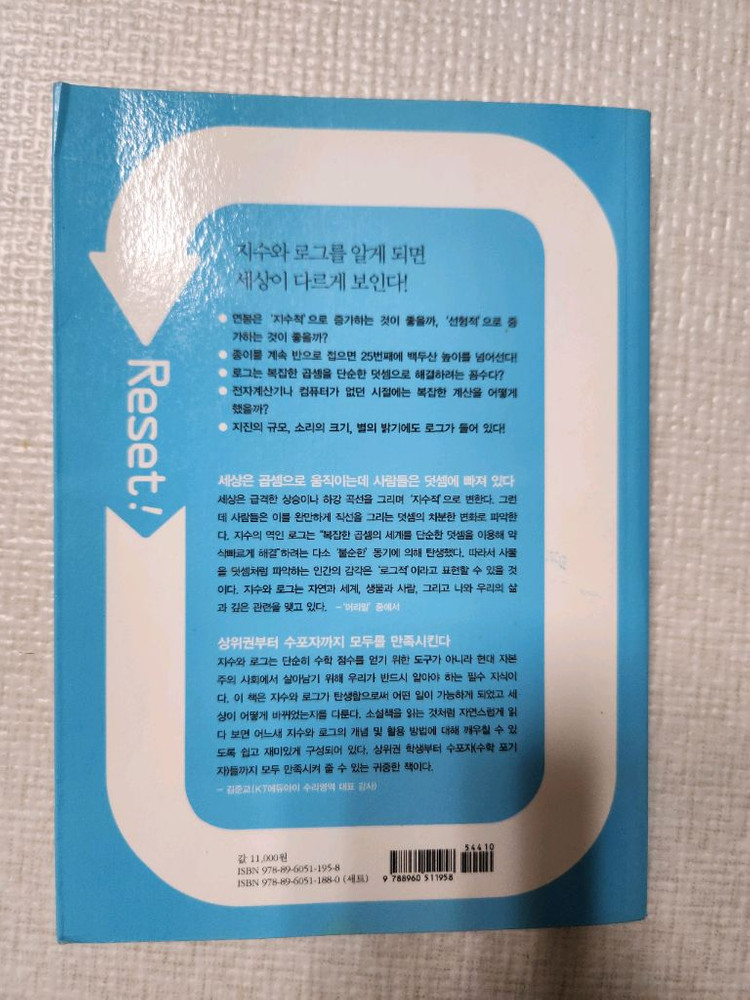 지수와 로그를 알게 되면
세상이 다르게 보인다!
● 연봉은 '지수적'으로 증가하는 것이 좋을까, '선형적'으로 증
가하는 것이 좋을까?
● 종이를 계속 반으로 접으면 25번째에 백두산 높이를 넘어선다!
● 로그는 복잡한 곱셈을 단순한 덧셈으로 해결하려는 꼼수다?
● 전자계산기나 컴퓨터가 없던 시절에는 복잡한 계산을 어떻게
했을까?
● 지진의 규모, 소리의 크기, 별의 밝기에도 로그가 들어 있다!
Reset!
세상은 곱셈으로 움직이는데 사람들은 덧셈에 빠져 있다
세상은 급격한 상승이나 하강 곡선을 그리며 '지수적'으로 변한다. 그런
데 사람들은 이를 완만하게 직선을 그리는 덧셈의 차분한 변화로 파악한
다. 지수의 역인 로그는 "복잡한 곱셈의 세계를 단순한 덧셈을 이용해 약
삭빠르게 해결"하려는 다소 '불순한' 동기에 의해 탄생했다. 따라서 사물
을 덧셈처럼 파악하는 인간의 감각은 '로그적'이라고 표현할 수 있을 것
이다. 지수와 로그는 자연과 세계, 생물과 사람, 그리고 나와 우리의 삶
과 깊은 관련을 맺고 있다. - '머리말' 중에서
상위권부터 수포자까지 모두를 만족시킨다
지수와 로그는 단순히 수학 점수를 얻기 위한 도구가 아니라 현대 자본
주의 사회에서 살아남기 위해 우리가 반드시 알아야 하는 필수 지식이
다. 이 책은 지수와 로그가 탄생함으로써 어떤 일이 가능하게 되었고 세
상이 어떻게 바뀌었는지를 다룬다. 소설책을 읽는 것처럼 자연스럽게 읽
다 보면 어느새 지수와 로그의 개념 및 활용 방법에 대해 깨우칠 수 있
도록 쉽고 재미있게 구성되어 있다. 상위권 학생부터 수포자(수학 포기
자)들까지 모두 만족시켜 줄 수 있는 귀중한 책이다.
- 김준교(KT에듀아이 수리영역 대표 강사)
값 11,000원
ISBN 978-89-6051-195-8
ISBN 978-89-6051-188-0 (세트)
54410
9 788960 511958